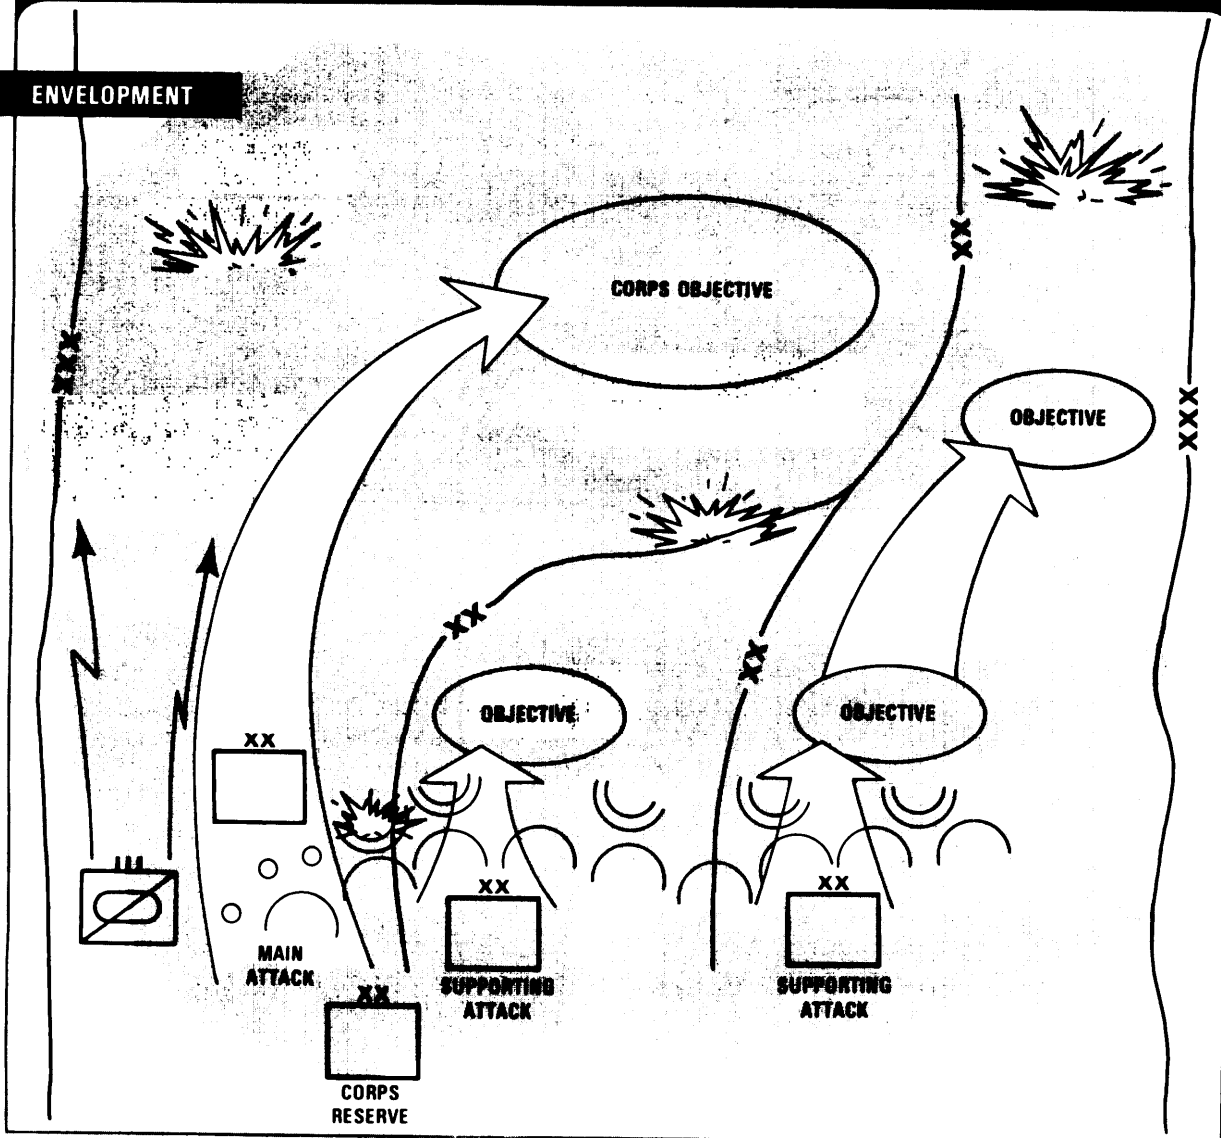 ENVELOPMENT
XX
CORPS OBJECTIVE
XXX
OBJECTIVE
XXX
XX
XX
OBJECTIVE
OBJECTIVE
XX
XX
XX
MAIN
ATTACK
SUPPORTING
ATTACK
SUPPORTING
ATTACK
XX
CORPS
RESERVE